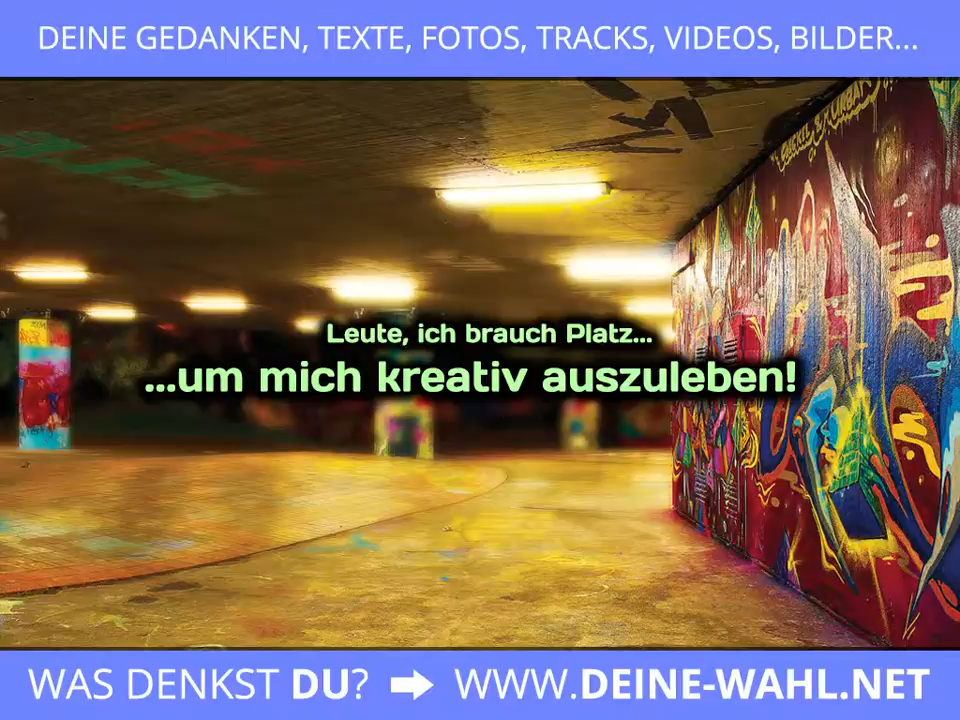 DEINE GEDANKEN, TEXTE, FOTOS, TRACKS, VIDEOS, BILDER...
Leute, ich brauch Platz...
...um mich kreativ auszuleben!
WAS DENKST DU? ➡ WWW.DEINE-WAHL.NET